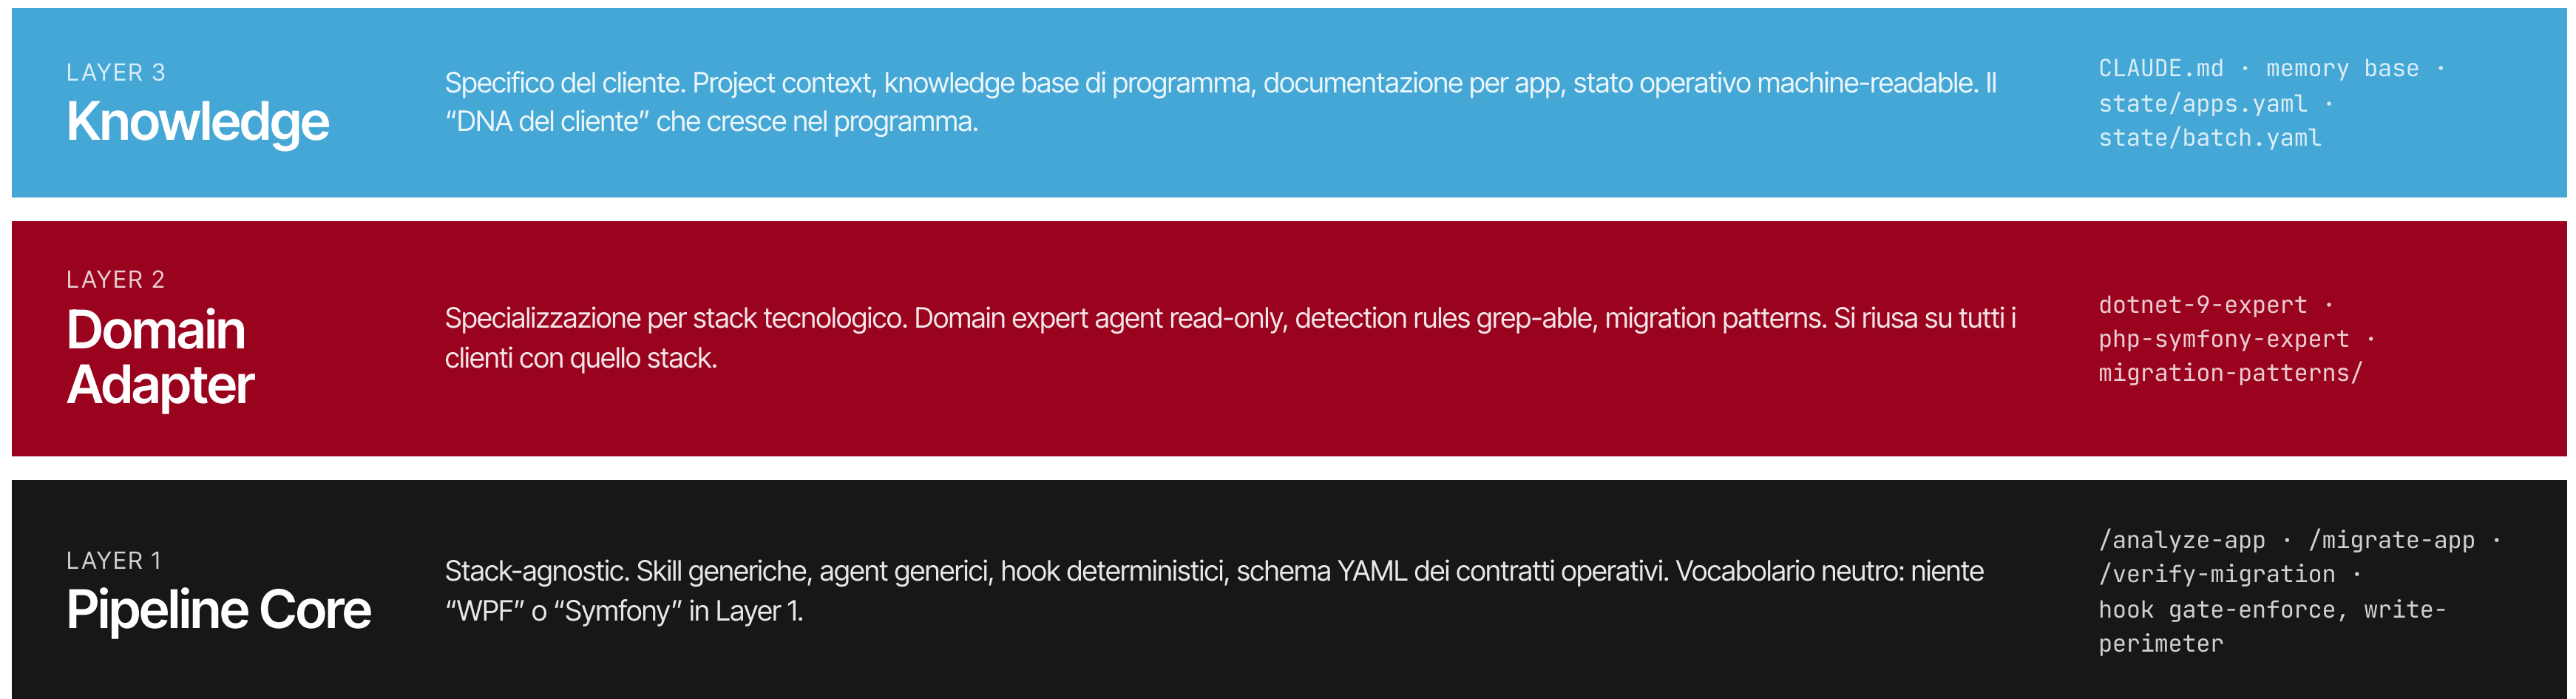 LAYER 3
Knowledge
Specifico del cliente. Project context, knowledge base di programma, documentazione per app, stato operativo machine-readable. Il
“DNA del cliente” che cresce nel programma.
CLAUDE.md · memory base ·
state/apps.yaml ·
state/batch.yaml
LAYER 2
Domain
Adapter
Specializzazione per stack tecnologico. Domain expert agent read-only, detection rules grep-able, migration patterns. Si riusa su tutti i
clienti con quello stack.
dotnet-9-expert ·
php-symfony-expert ·
migration-patterns/
LAYER 1
Pipeline Core
Stack-agnostic. Skill generiche, agent generici, hook deterministici, schema YAML dei contratti operativi. Vocabolario neutro: niente
“WPF” o “Symfony” in Layer 1.
/analyze-app · /migrate-app ·
/verify-migration ·
hook gate-enforce, write-
perimeter